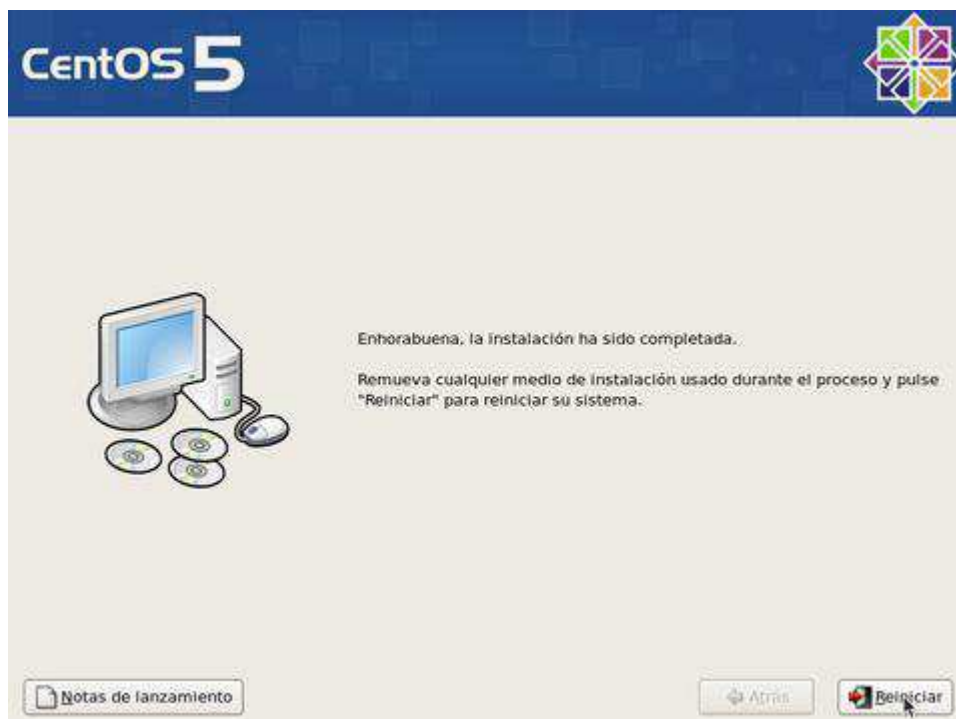 CentOS 5
Enhorabuena, la instalación ha sido completada.
Remueva cualquier medio de instalación usado durante el proceso y pulse
"Reiniciar" para reiniciar su sistema.
Notas de lanzamiento
Atrás
Reiniciar